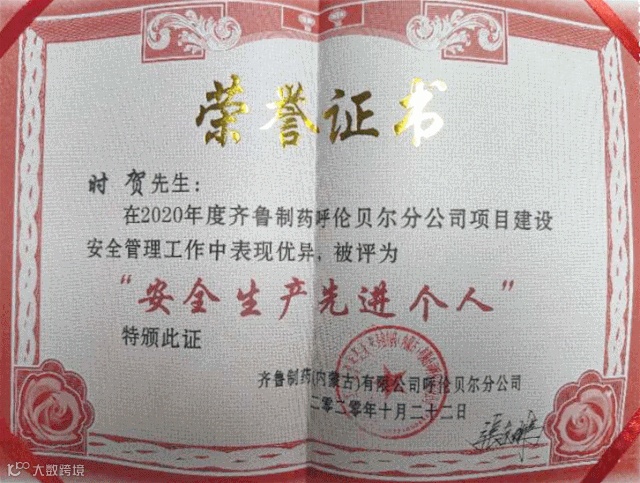 荣誉证书
时 贺先生：
在2020年度齐鲁制药呼伦贝尔分公司项目建设
安全管理工作中表现优异，被评为
“安全生产先进个人”
特颁此证
齐鲁制药(内蒙古)有限公司呼伦贝尔分公司
二零二零年十月二十二日
大数跨境